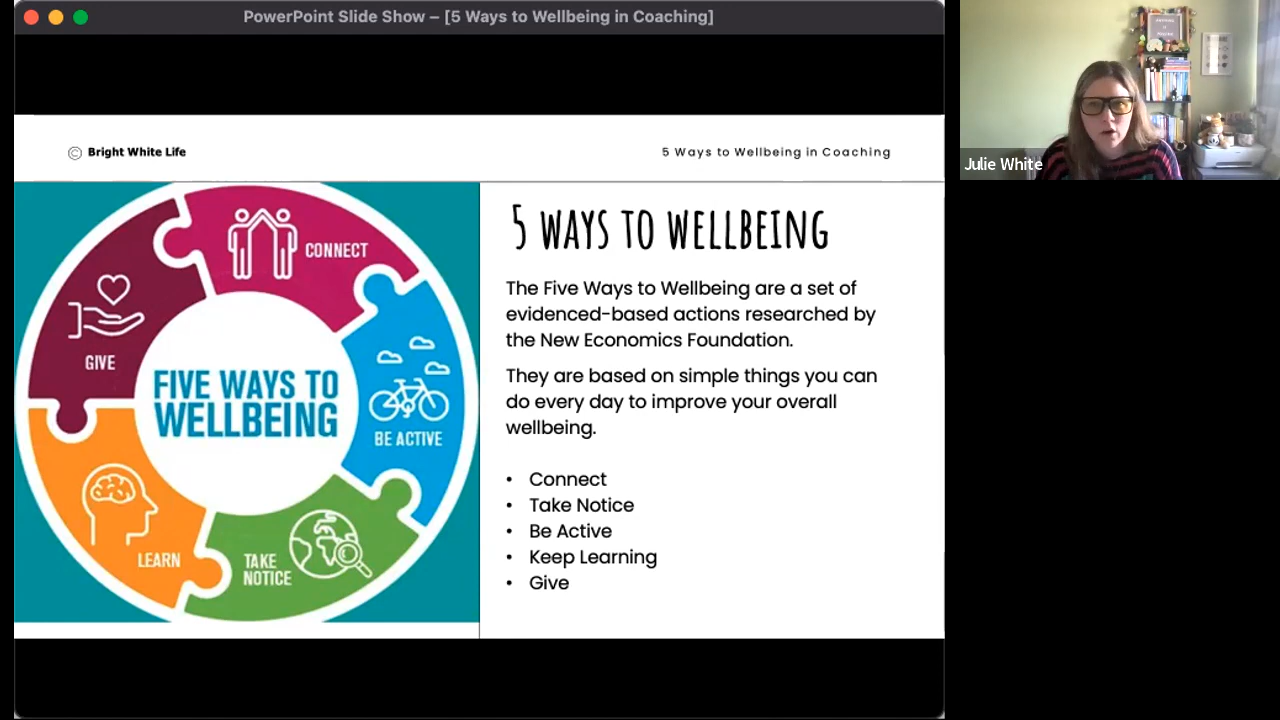 PowerPoint Slide Show – [5 Ways to Wellbeing in Coaching]
© Bright White Life
5 Ways to Wellbeing in Coaching
CONNECT
GIVE
BE ACTIVE
FIVE WAYS TO
WELLBEING
LEARN
TAKE
NOTICE
5 WAYS TO WELLBEING
The Five Ways to Wellbeing are a set of
evidenced-based actions researched by
the New Economics Foundation.
They are based on simple things you can
do every day to improve your overall
wellbeing.
• Connect
• Take Notice
• Be Active
• Keep Learning
• Give
Julie White